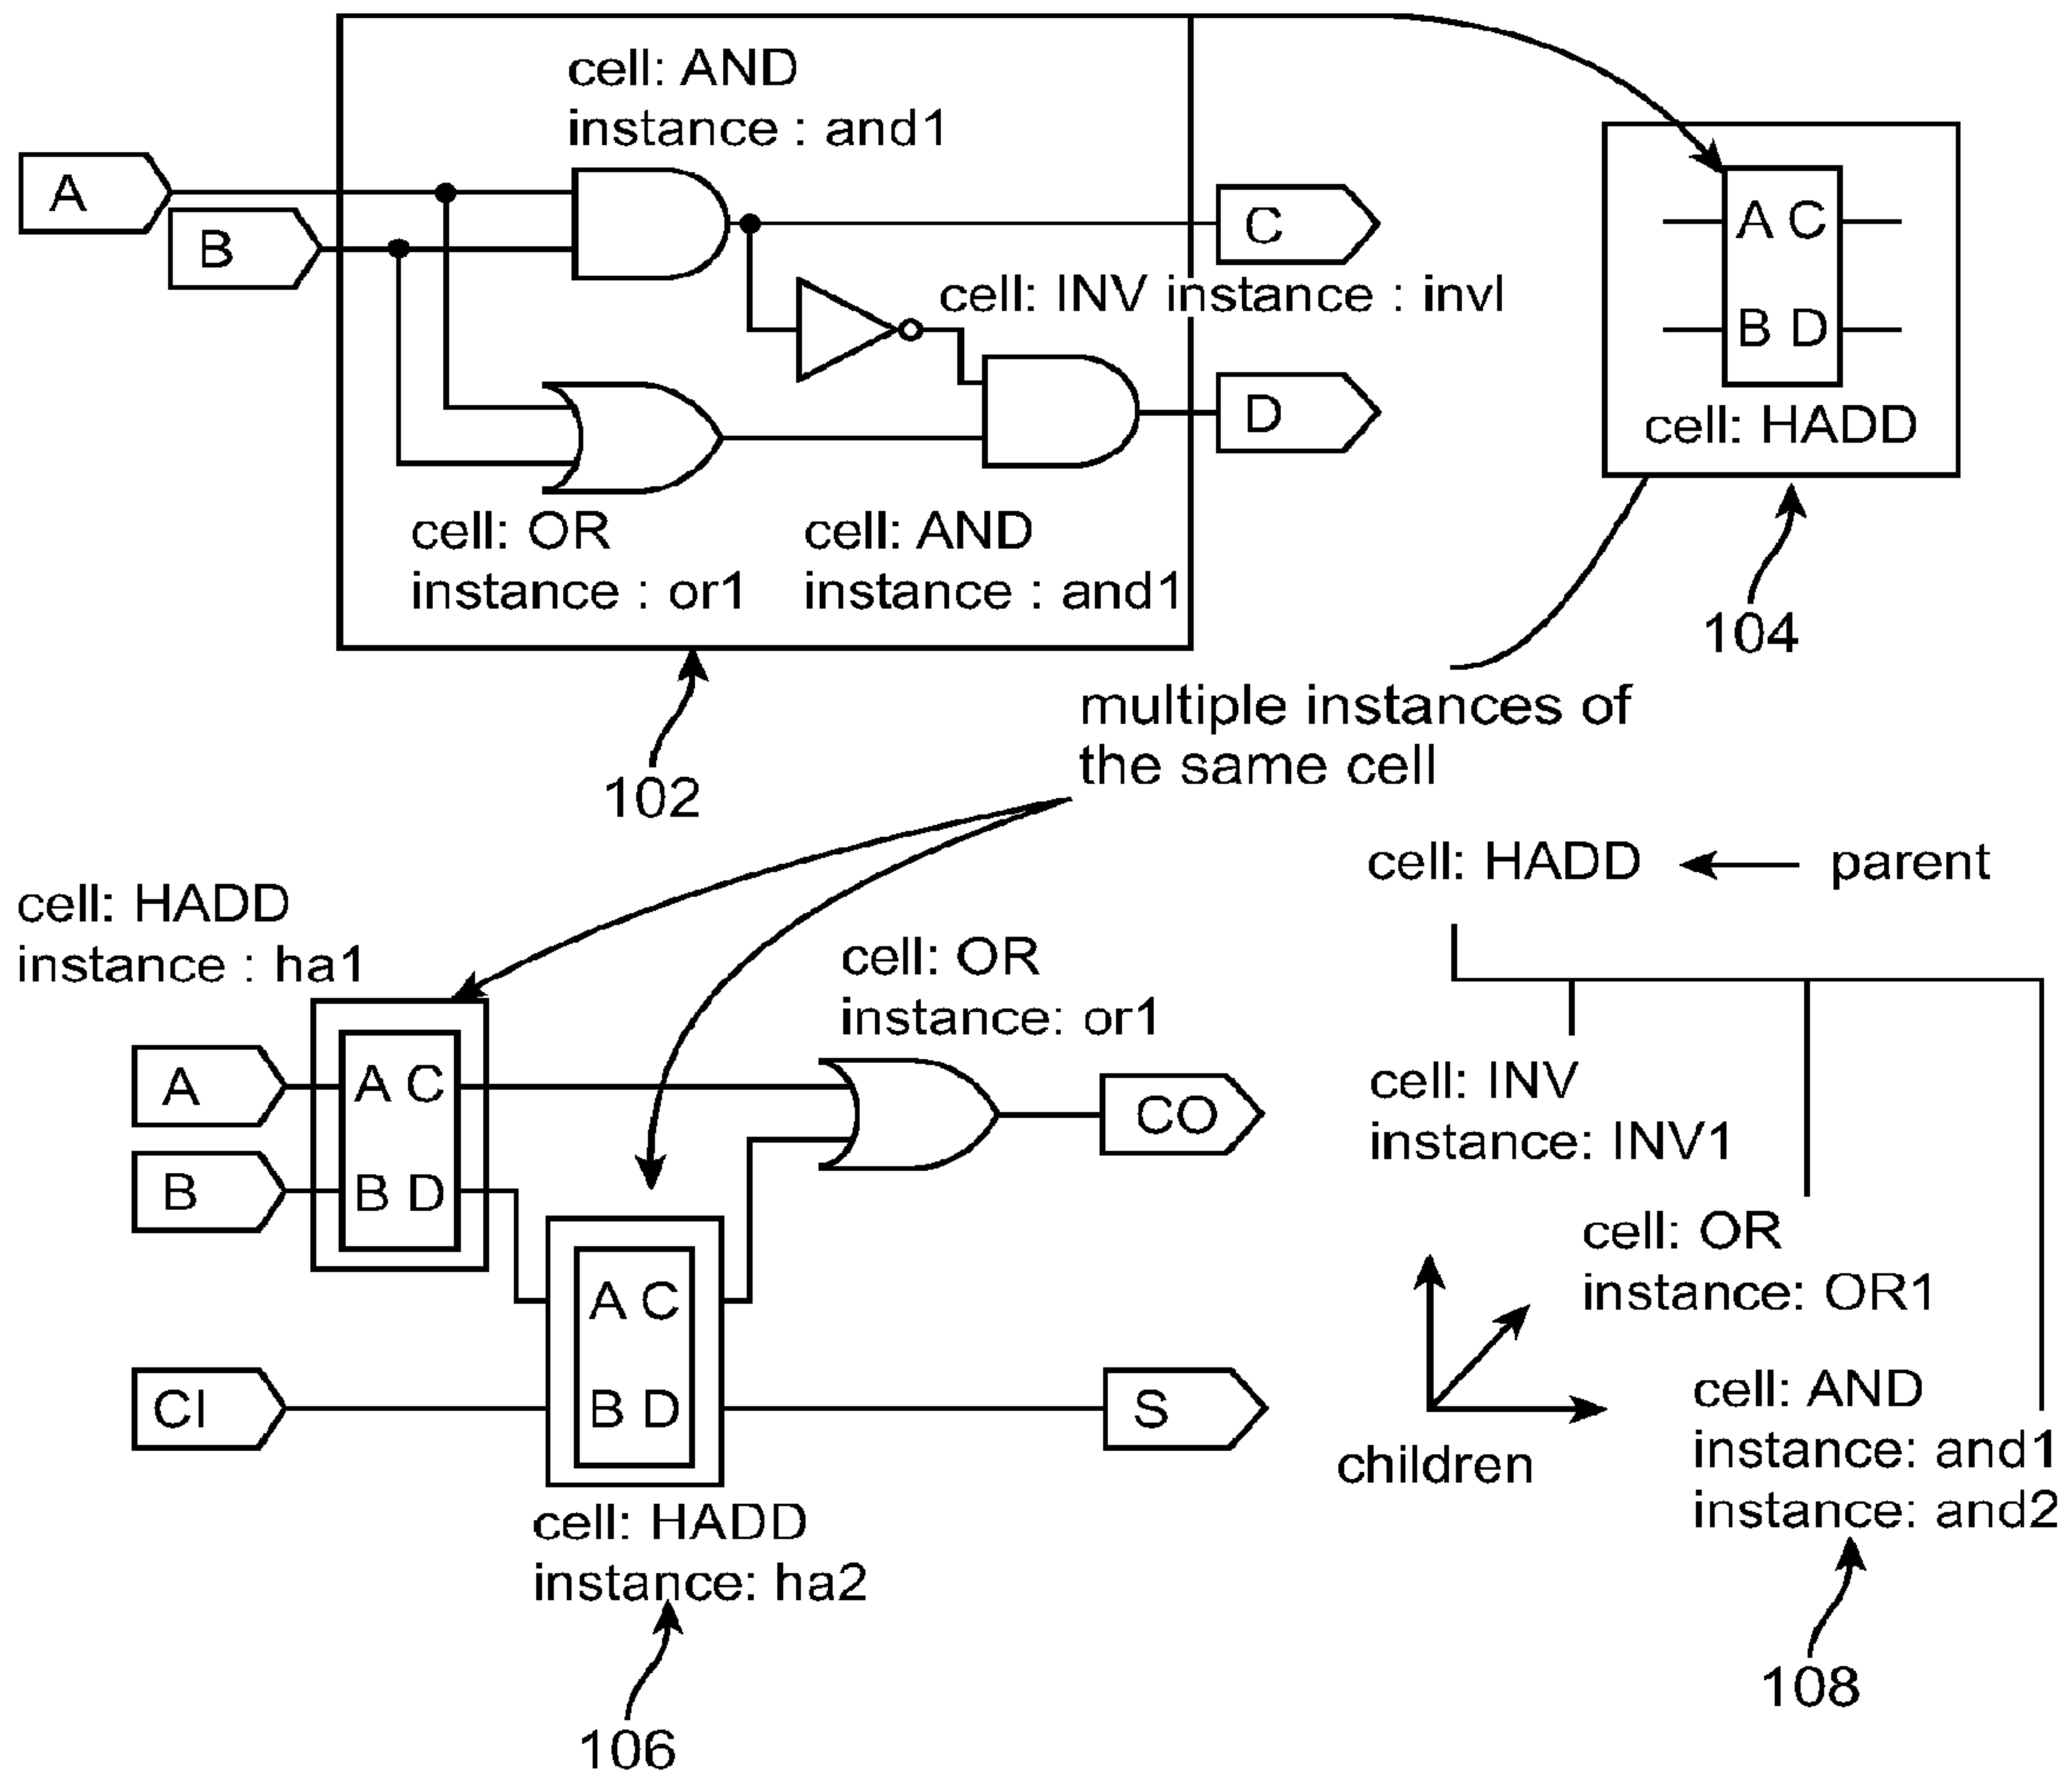 cell: AND
instance : and1
A
B
C
cell: INV instance : invl
D
cell: OR
instance : or1
cell: AND
instance : and1
102
A C
B D
cell: HADD
104
multiple instances of
the same cell
cell: HADD
instance : ha1
A
B
CI
A C
B D
cell: OR
instance: or1
CO
A C
B D
S
cell: HADD
instance: ha2
106
cell: HADD
parent
cell: INV
instance: INV1
cell: OR
instance: OR1
children
cell: AND
instance: and1
instance: and2
108